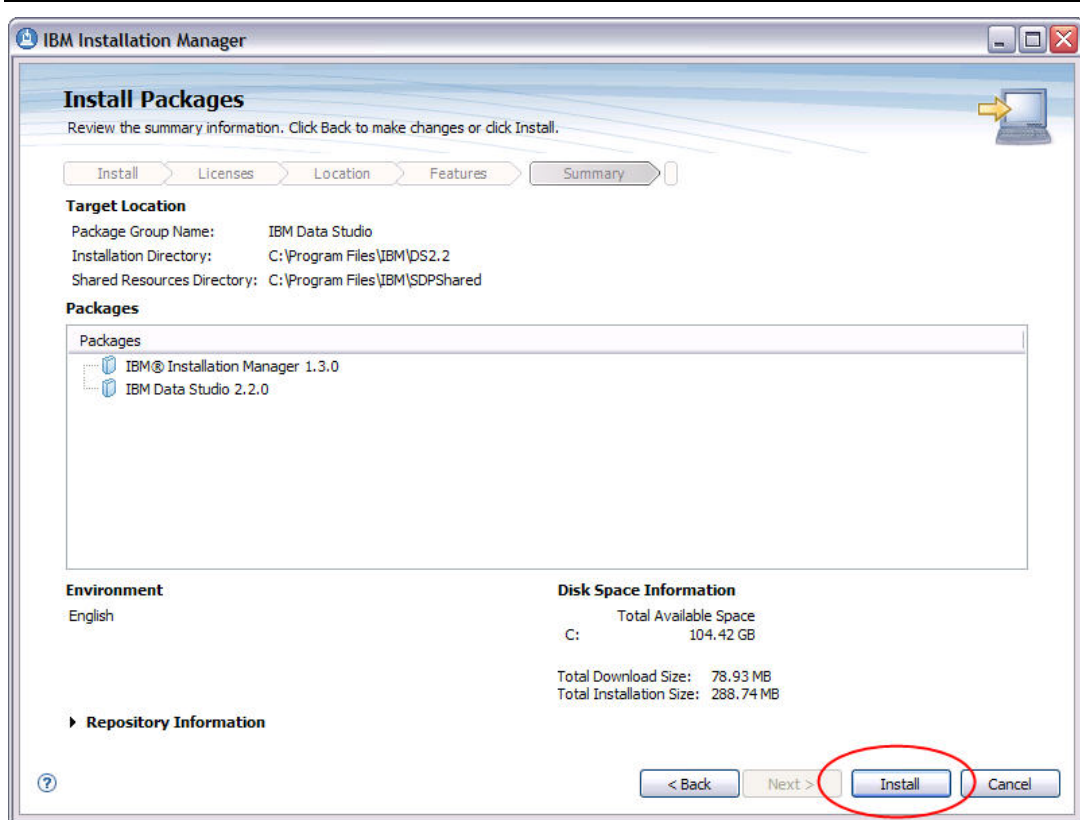 IBM Installation Manager
Install Packages
Review the summary information. Click Back to make changes or click Install.
Install Licenses Location Features Summary
Target Location
Package Group Name: IBM Data Studio
Installation Directory: C:\Program Files\IBM\DS2.2
Shared Resources Directory: C:\Program Files\IBM\SDPShared
Packages
Packages
IBM® Installation Manager 1.3.0
IBM Data Studio 2.2.0
Environment
English
Disk Space Information
Total Available Space
C: 104.42 GB
Total Download Size: 78.93 MB
Total Installation Size: 288.74 MB
Repository Information
? < Back Next > Install Cancel